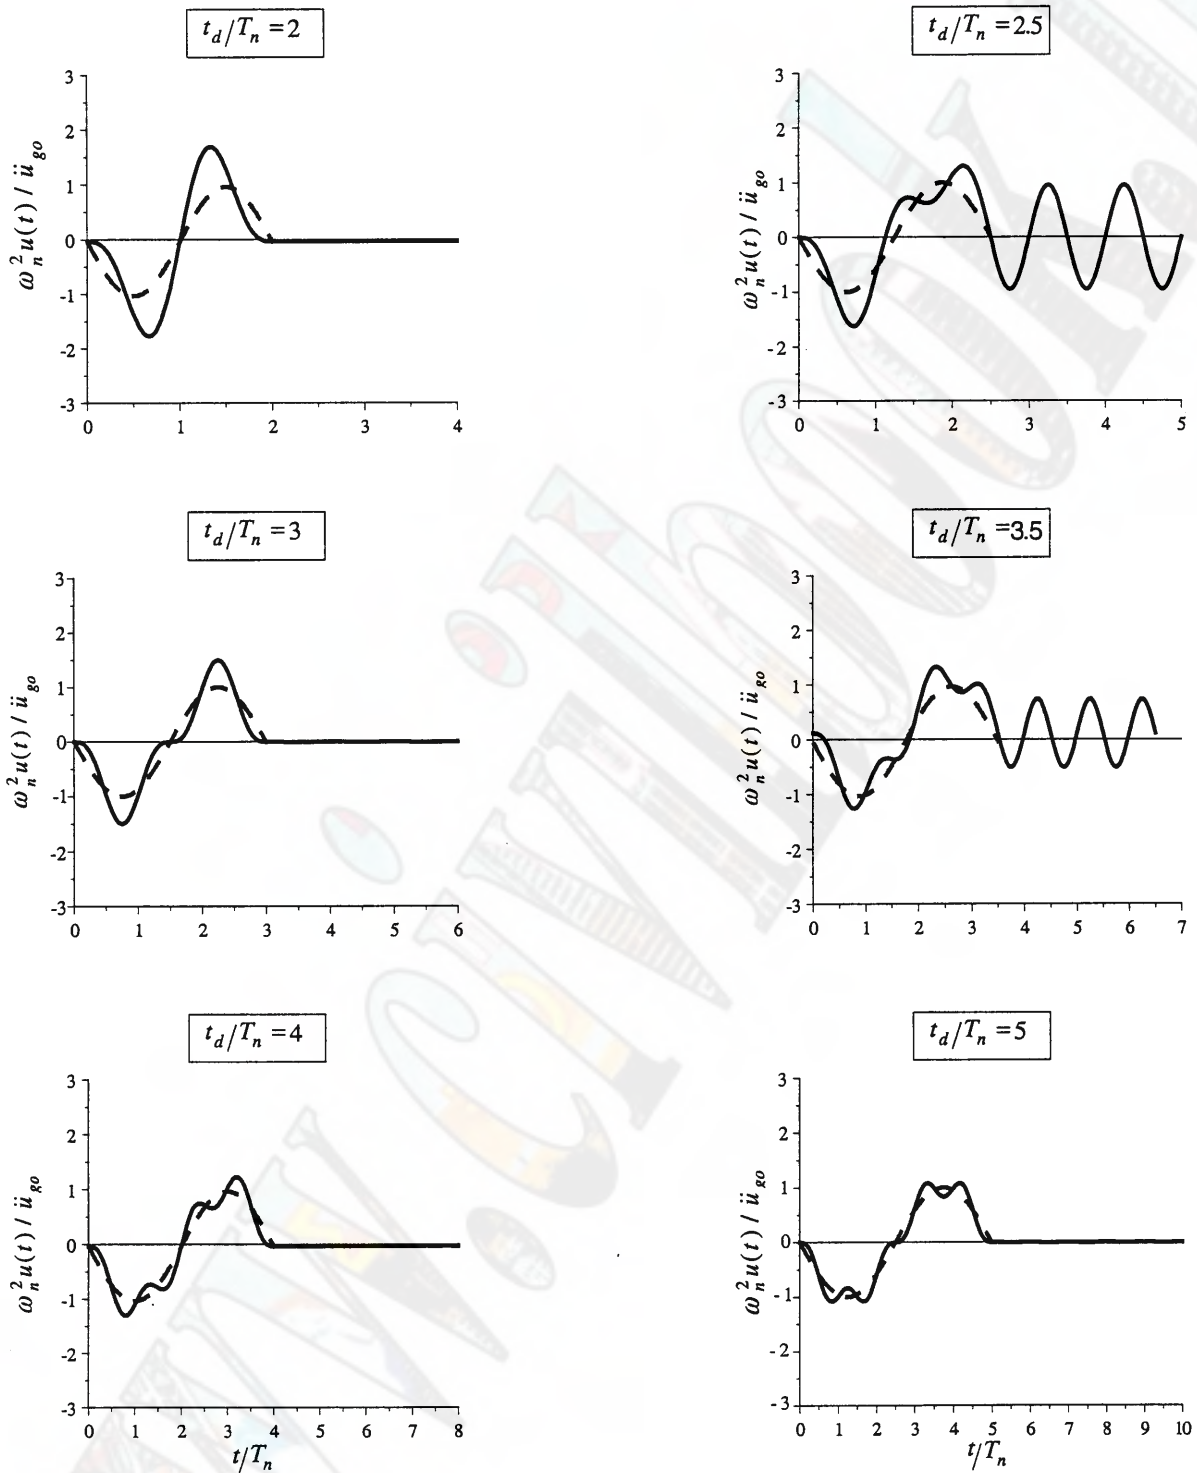 t_d/T_n = 2
3
2
1
0
-1
-2
-3
ω_n^2 u(t) / ü_go
0 1 2 3 4
t_d/T_n = 2.5
3
2
1
0
-1
-2
-3
ω_n^2 u(t) / ü_go
0 1 2 3 4 5
t_d/T_n = 3
3
2
1
0
-1
-2
-3
ω_n^2 u(t) / ü_go
0 1 2 3 4 5 6
t_d/T_n = 3.5
3
2
1
0
-1
-2
-3
ω_n^2 u(t) / ü_go
0 1 2 3 4 5 6 7
t_d/T_n = 4
3
2
1
0
-1
-2
-3
ω_n^2 u(t) / ü_go
0 1 2 3 4 5 6 7 8
t/T_n
t_d/T_n = 5
3
2
1
0
-1
-2
-3
ω_n^2 u(t) / ü_go
0 1 2 3 4 5 6 7 8 9 10
t/T_n